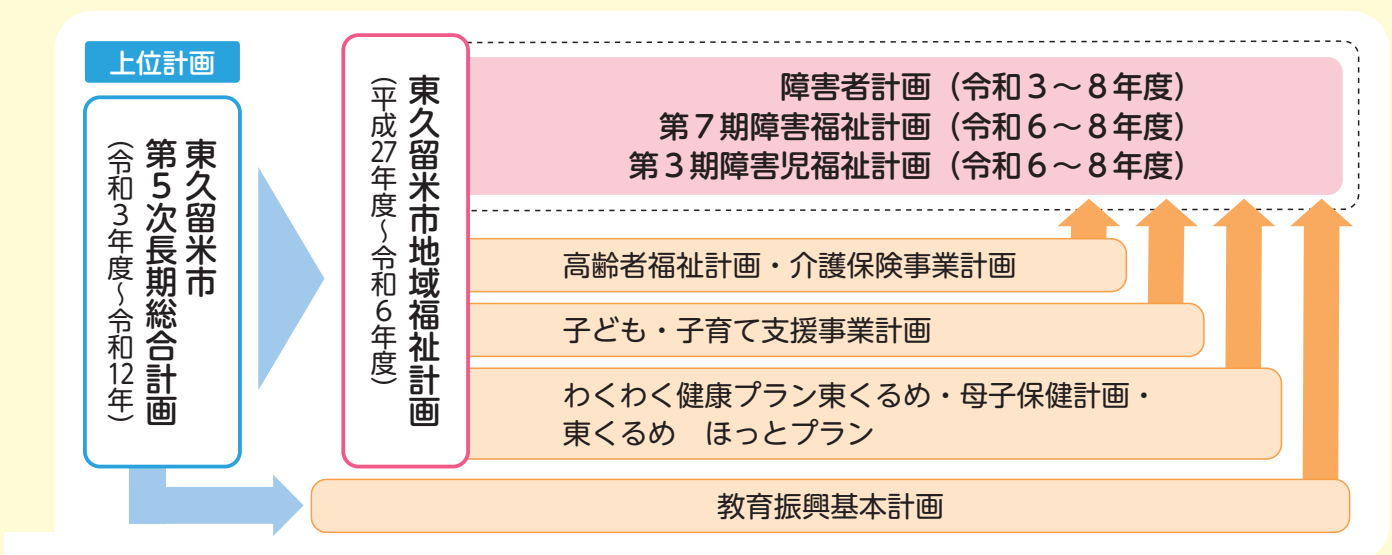 上位計画
東久留米市
第5次長期総合計画
（令和3年度～令和12年）
東久留米市地域福祉計画
（平成27年度～令和6年度）
障害者計画（令和3～8年度）
第7期障害福祉計画（令和6～8年度）
第3期障害児福祉計画（令和6～8年度）
高齢者福祉計画・介護保険事業計画
子ども・子育て支援事業計画
わくわく健康プラン東くるめ・母子保健計画・
東くるめ　ほっとプラン
教育振興基本計画